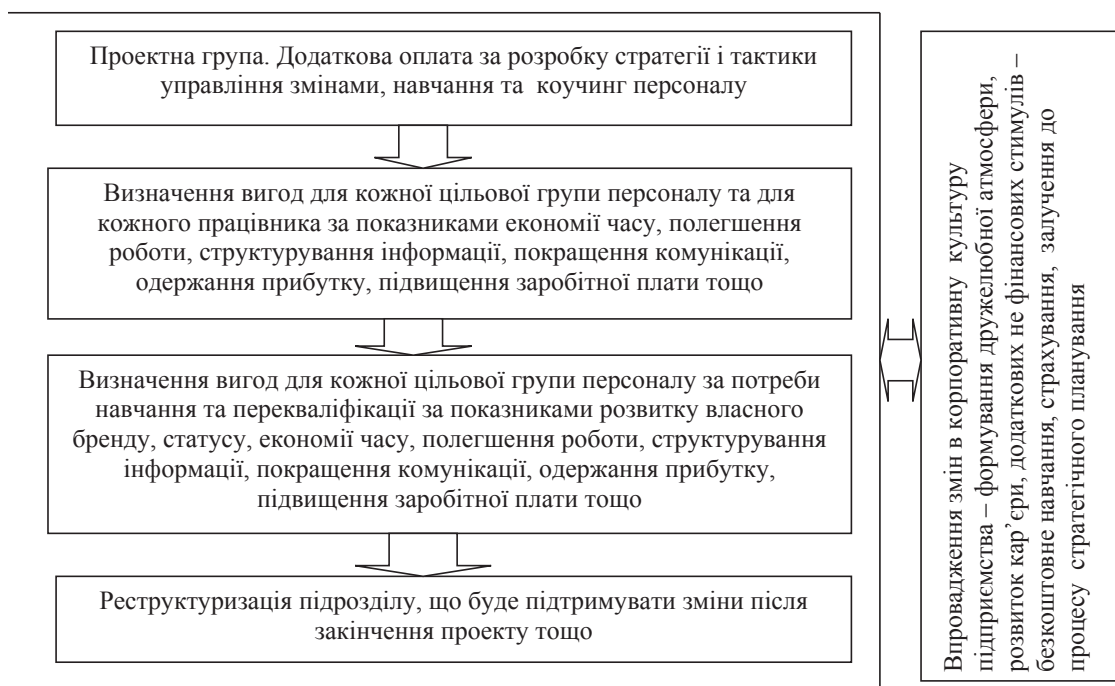 Проектна група. Додаткова оплата за розробку стратегії і тактики
управління змінами, навчання та коучинг персоналу
Визначення вигод для кожної цільової групи персоналу та для
кожного працівника за показниками економії часу, полегшення
роботи, структурування інформації, покращення комунікації,
одержання прибутку, підвищення заробітної плати тощо
Визначення вигод для кожної цільової групи персоналу за потреби
навчання та перекваліфікації за показниками розвитку власного
бренду, статусу, економії часу, полегшення роботи, структурування
інформації, покращення комунікації, одержання прибутку,
підвищення заробітної плати тощо
Реструктуризація підрозділу, що буде підтримувати зміни після
закінчення проекту тощо
Впровадження змін в корпоративну культуру
підприємства – формування дружелюбної атмосфери,
розвиток кар’єри, додаткових не фінансових стимулів –
безкоштовне навчання, страхування, залучення до
процесу стратегічного планування